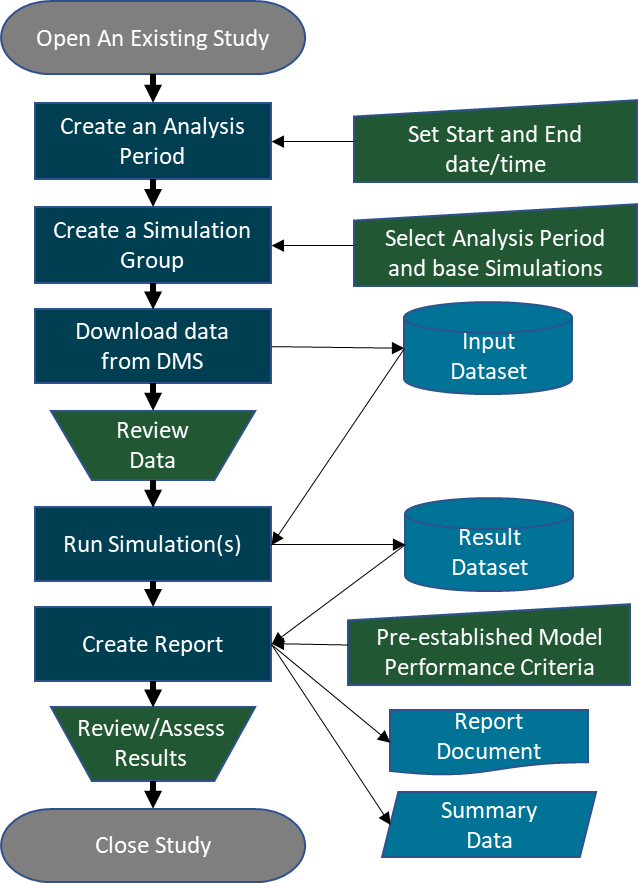 Open An Existing Study
Create an Analysis
Period
Set Start and End
date/time
Create a Simulation
Group
Select Analysis Period
and base Simulations
Download data
from DMS
Input
Dataset
Review
Data
Run Simulation(s)
Result
Dataset
Create Report
Pre-established Model
Performance Criteria
Review/Assess
Results
Report
Document
Summary
Data
Close Study